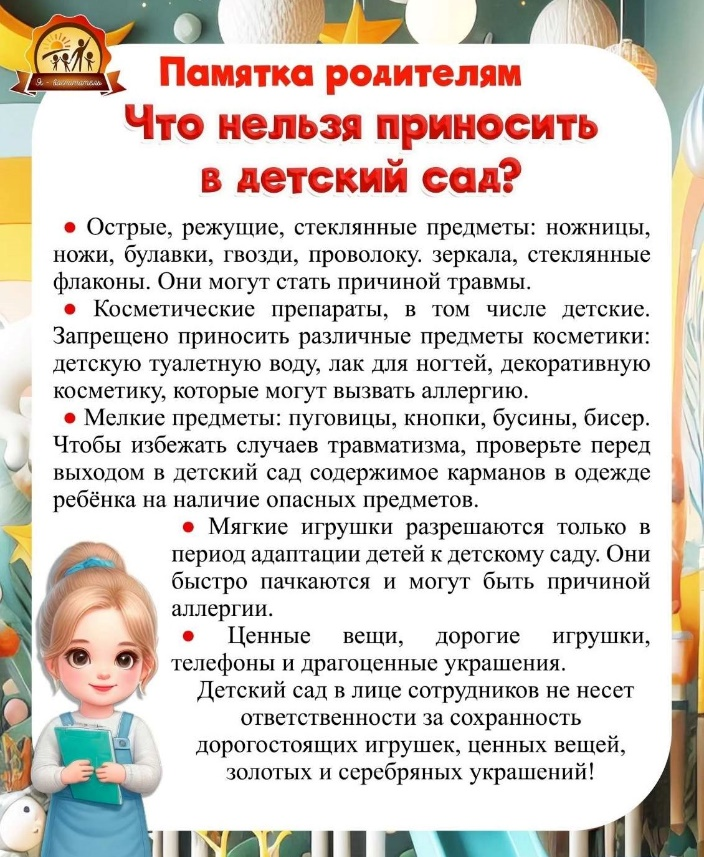 Я - воспитатель
Памятка родителям
Что нельзя приносить
в детский сад?
● Острые, режущие, стеклянные предметы: ножницы,
ножи, булавки, гвозди, проволоку. зеркала, стеклянные
флаконы. Они могут стать причиной травмы.
● Косметические препараты, в том числе детские.
Запрещено приносить различные предметы косметики:
детскую туалетную воду, лак для ногтей, декоративную
косметику, которые могут вызвать аллергию.
● Мелкие предметы: пуговицы, кнопки, бусины, бисер.
Чтобы избежать случаев травматизма, проверьте перед
выходом в детский сад содержимое карманов в одежде
ребёнка на наличие опасных предметов.
● Мягкие игрушки разрешаются только в
период адаптации детей к детскому саду. Они
быстро пачкаются и могут быть причиной
аллергии.
● Ценные вещи, дорогие игрушки,
телефоны и драгоценные украшения.
Детский сад в лице сотрудников не несет
ответственности за сохранность
дорогостоящих игрушек, ценных вещей,
золотых и серебряных украшений!